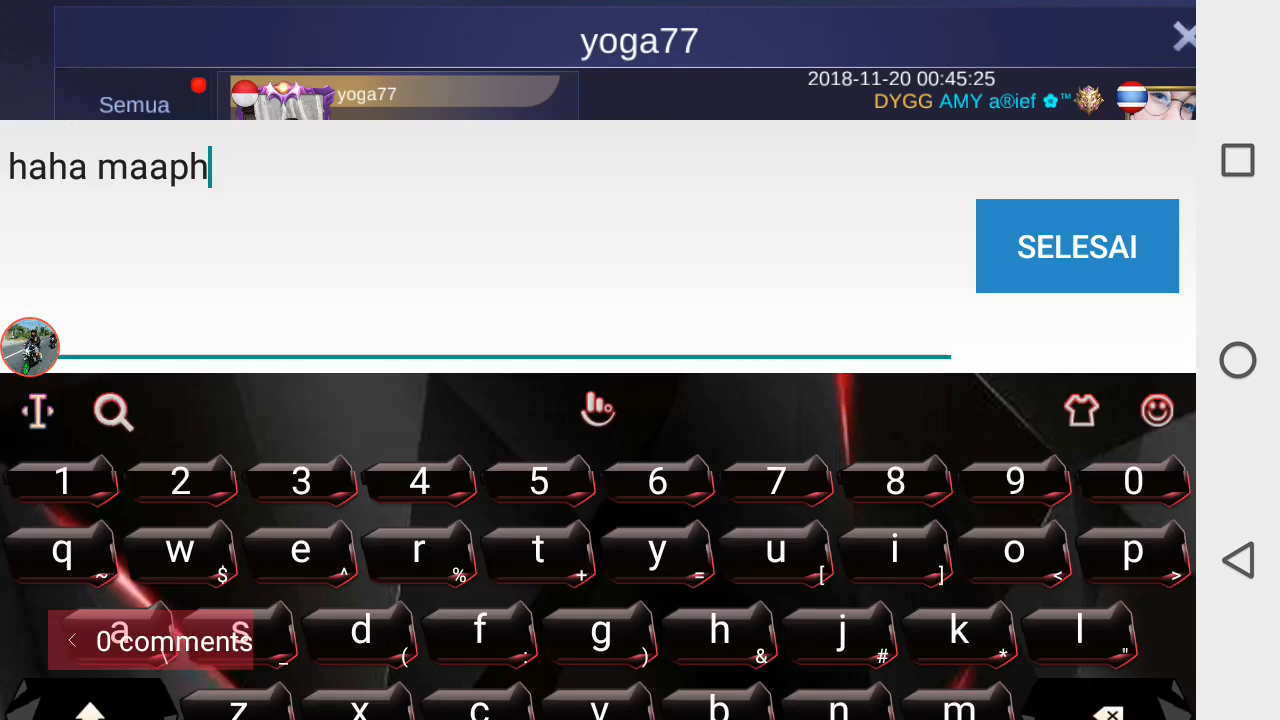 yoga77
Semua
yoga77
2018-11-20 00:45:25
DYGG AMY a®ief ✿™
haha maaph
SELESAI
1 2 3 4 5 6 7 8 9 0
q w e r t y u i o p
~ $ ^ % + = [ ] < >
a s d f g h j k l
\ _ ( : ) & # * "
0 comments
z x c v b n m